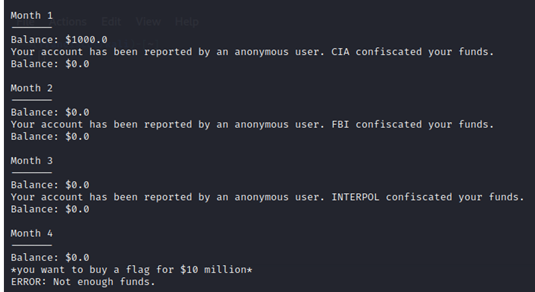 Actions Edit View Help
Month 1
-------
Balance: $1000.0
Your account has been reported by an anonymous user. CIA confiscated your funds.
Balance: $0.0
Month 2
-------
Balance: $0.0
Your account has been reported by an anonymous user. FBI confiscated your funds.
Balance: $0.0
Month 3
-------
Balance: $0.0
Your account has been reported by an anonymous user. INTERPOL confiscated your funds.
Balance: $0.0
Month 4
-------
Balance: $0.0
*you want to buy a flag for $10 million*
ERROR: Not enough funds.